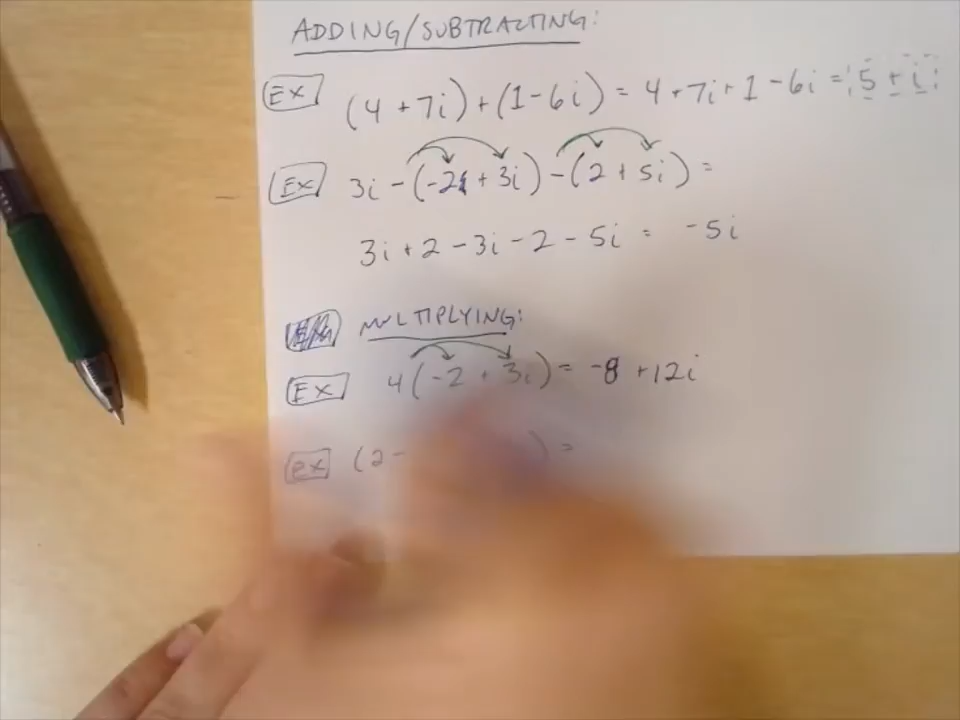 ADDING/SUBTRACTING:
Ex (4 + 7i) + (1 - 6i) = 4 + 7i + 1 - 6i = 5 + i
Ex 3i - (-2 + 3i) - (2 + 5i) =
3i + 2 - 3i - 2 - 5i = -5i
MULTIPLYING:
Ex 4(-2 + 3i) = -8 + 12i
ex (2 - ) =